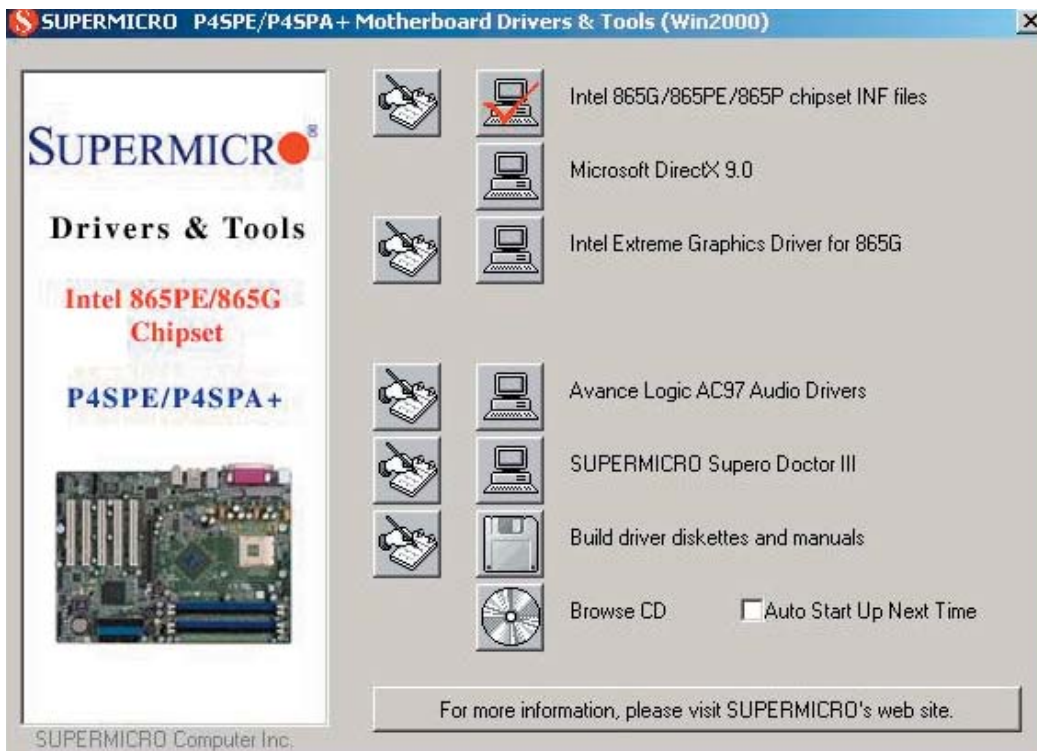 SUPERMICRO P4SPE/P4SPA+ Motherboard Drivers & Tools (Win2000)
SUPERMICRO®
Drivers & Tools
Intel 865PE/865G
Chipset
P4SPE/P4SPA+
SUPERMICRO Computer Inc.
Intel 865G/865PE/865P chipset INF files
Microsoft DirectX 9.0
Intel Extreme Graphics Driver for 865G
Avance Logic AC97 Audio Drivers
SUPERMICRO Supero Doctor III
Build driver diskettes and manuals
Browse CD
Auto Start Up Next Time
For more information, please visit SUPERMICRO's web site.